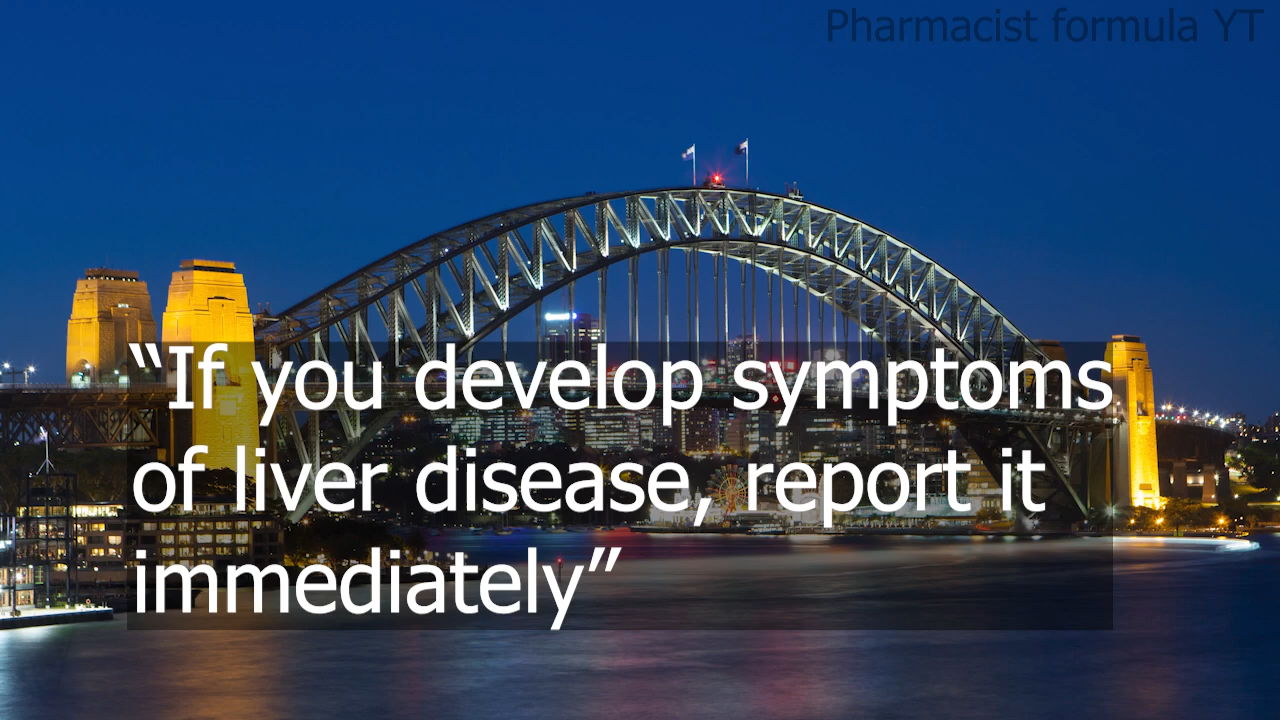 Pharmacist formula YT
“If you develop symptoms
of liver disease, report it
immediately”